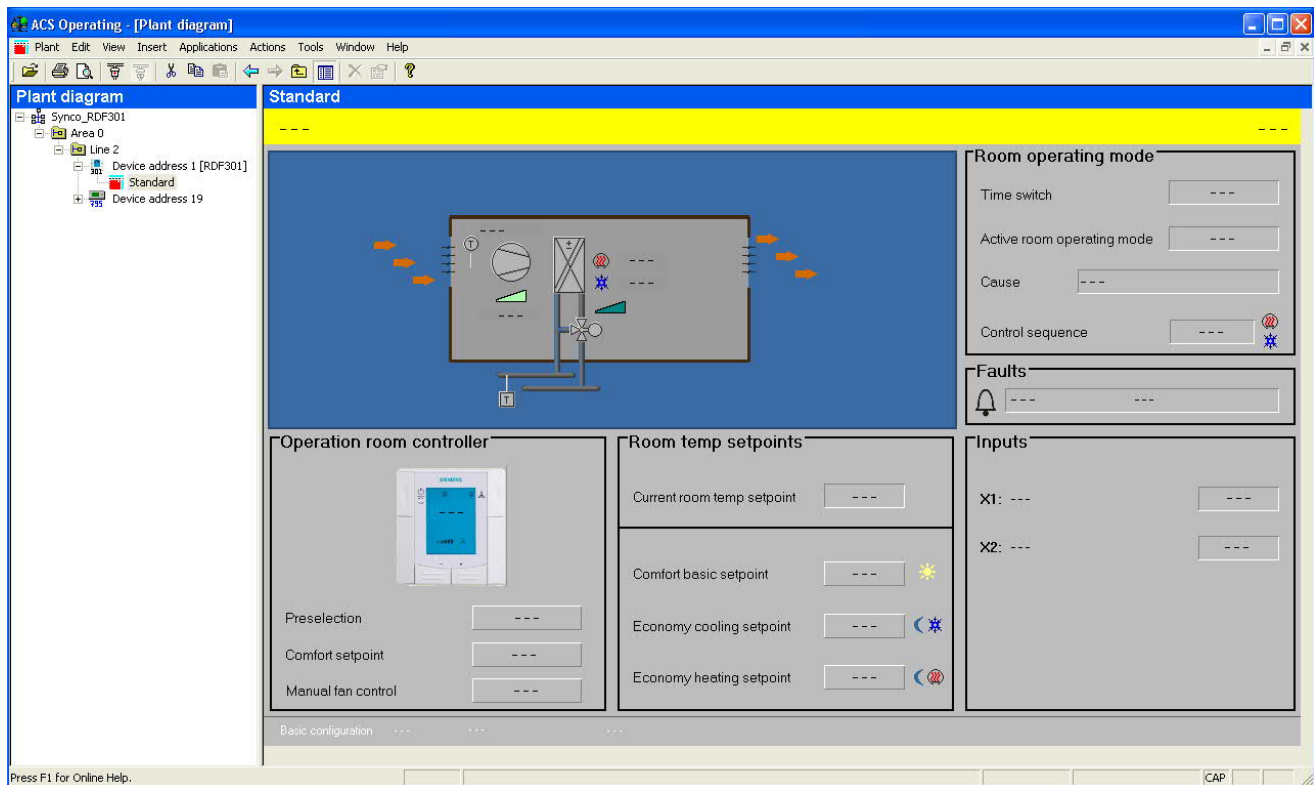 ACS Operating - [Plant diagram]
Plant Edit View Insert Applications Actions Tools Window Help
Plant diagram
Synco_RDF301
Area 0
Line 2
301 Device address 1 [RDF301]
Standard
795 Device address 19
Standard
--- ---
T
---
±
---
---
---
T
Room operating mode
Time switch ---
Active room operating mode ---
Cause ---
Control sequence ---
Faults
--- ---
Operation room controller
SIEMENS
---
Preselection ---
Comfort setpoint ---
Manual fan control ---
Room temp setpoints
Current room temp setpoint ---
Comfort basic setpoint ---
Economy cooling setpoint ---
Economy heating setpoint ---
Inputs
X1: --- ---
X2: --- ---
Basic configuration --- --- ---
Press F1 for Online Help. CAP